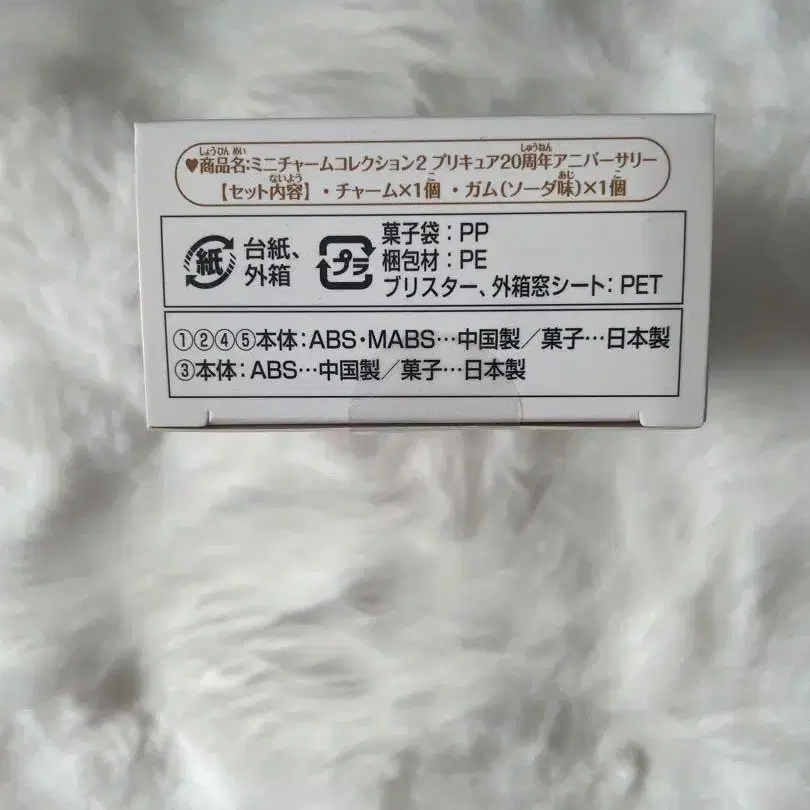 ♥商品名:ミニチャームコレクション2 プリキュア20周年アニバーサリー
【セット内容】・チャーム×1個 ・ガム(ソーダ味)×1個
紙 台紙、外箱
プラ 菓子袋:PP
梱包材:PE
ブリスター、外箱窓シート:PET
①②④⑤本体:ABS・MABS…中国製/菓子…日本製
③本体:ABS…中国製/菓子…日本製